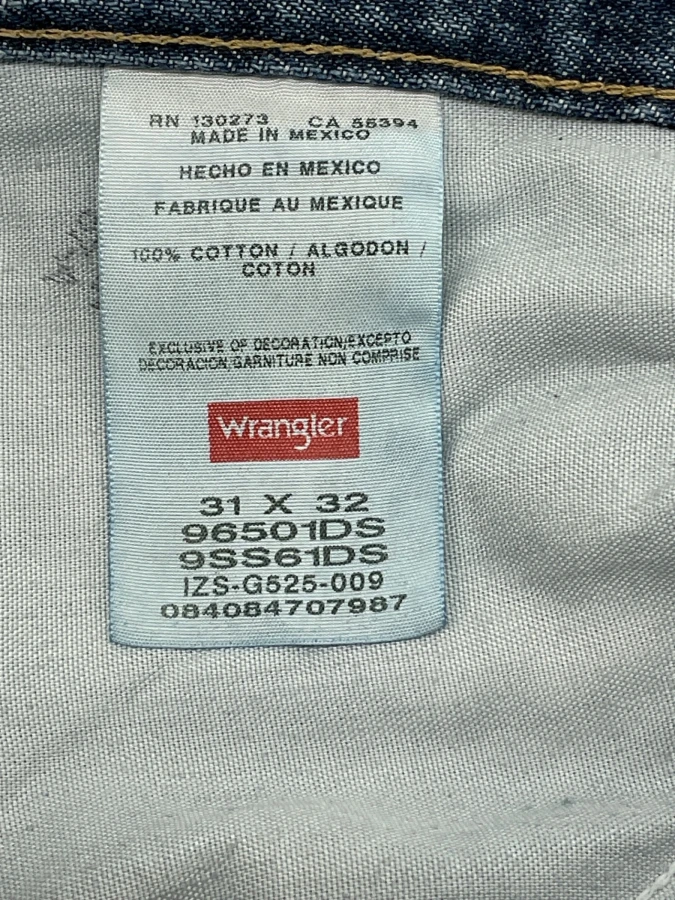 RN 130273 CA 55394
MADE IN MEXICO
HECHO EN MEXICO
FABRIQUE AU MEXIQUE
100% COTTON / ALGODON /
COTON
EXCLUSIVE OF DECORATION/EXCEPTO
DECORACION/GARNITURE NON COMPRISE
Wrangler
31 X 32
96501DS
9SS61DS
IZS-G525-009
084084707987